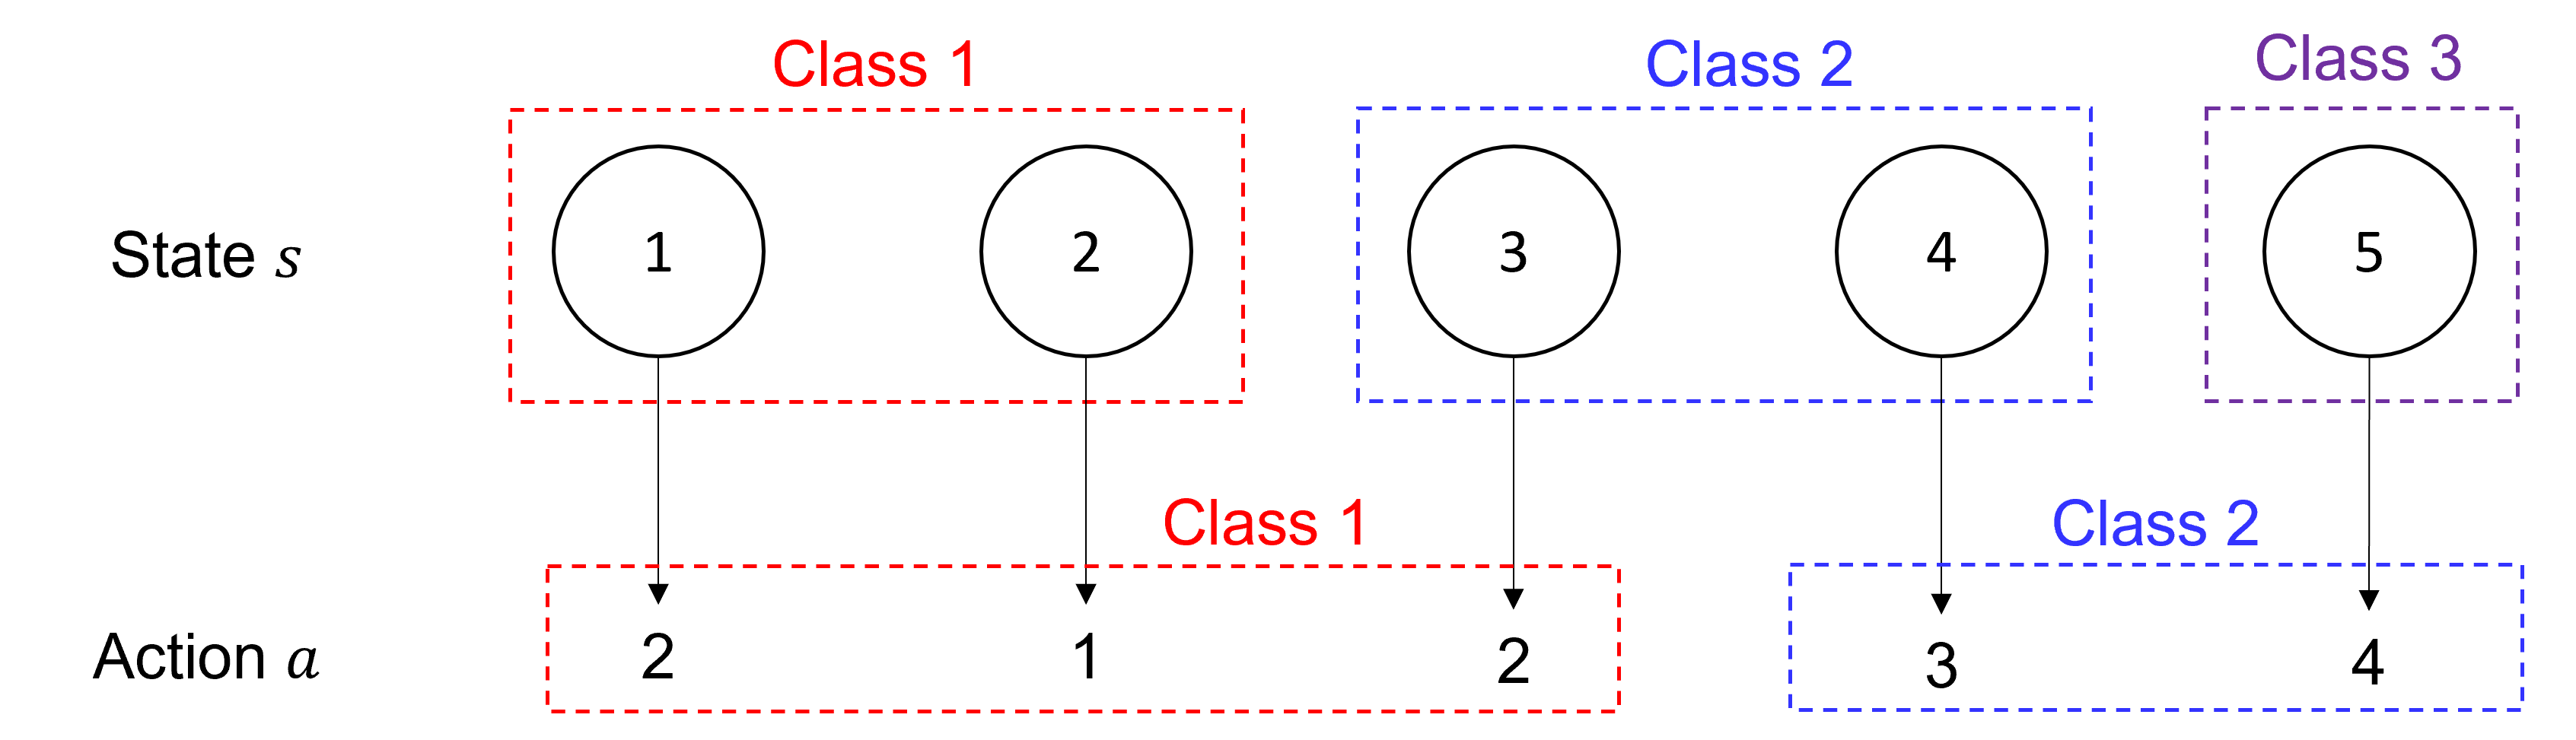 Class 1 Class 2 Class 3
State s 1 2 3 4 5
Class 1 Class 2
Action a 2 1 2 3 4